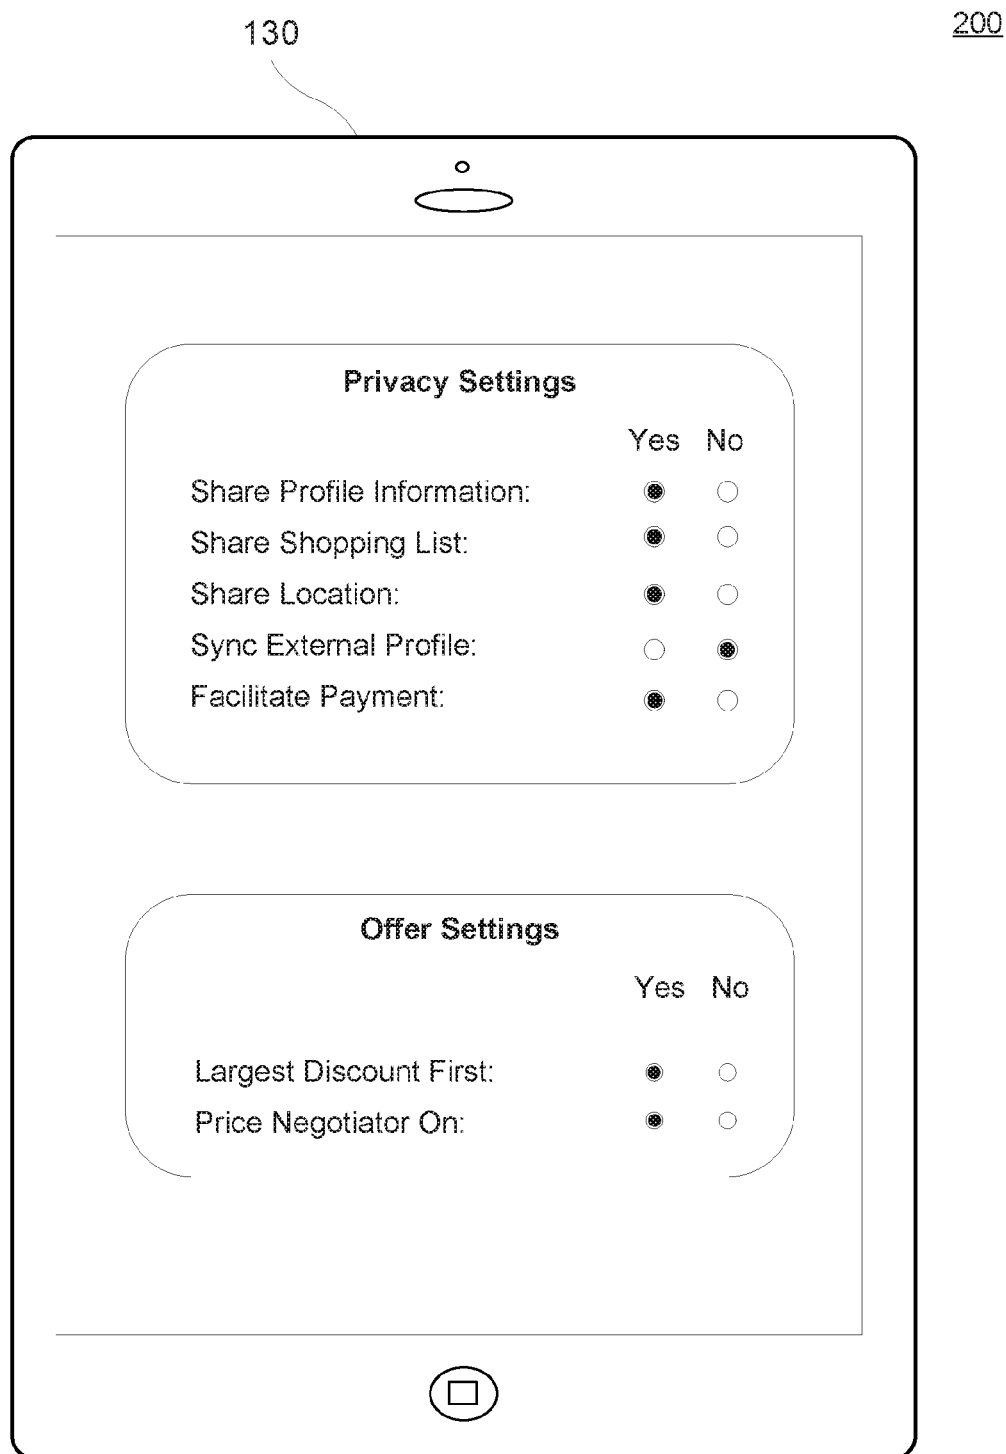 130
200
Privacy Settings
Yes No
Share Profile Information:
Share Shopping List:
Share Location:
Sync External Profile:
Facilitate Payment:
Offer Settings
Yes No
Largest Discount First:
Price Negotiator On: